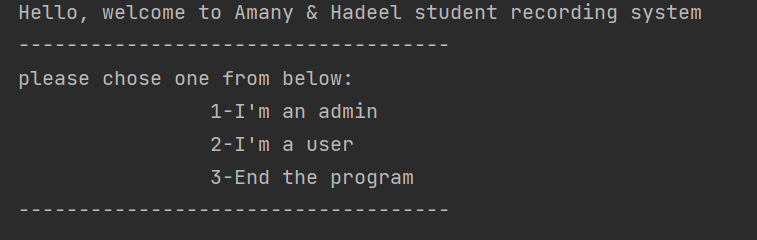 Hello, welcome to Amany & Hadeel student recording system
------------------------------------
please chose one from below:
1-I'm an admin
2-I'm a user
3-End the program
------------------------------------